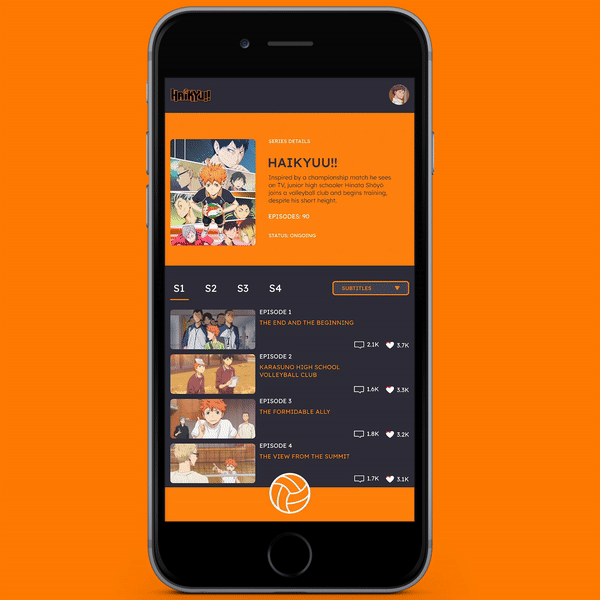 HAIKYU!!
SERIES DETAILS
HAIKYUU!!
Inspired by a championship match he sees
on TV, junior high schooler Hinata Shōyō
joins a volleyball club and begins training,
despite his short height.
EPISODES: 90
STATUS: ONGOING
S1 S2 S3 S4 SUBTITLES
EPISODE 1
THE END AND THE BEGINNING
2.1K 3.7K
EPISODE 2
KARASUNO HIGH SCHOOL
VOLLEYBALL CLUB
1.6K 3.3K
EPISODE 3
THE FORMIDABLE ALLY
1.8K 3.2K
EPISODE 4
THE VIEW FROM THE SUMMIT
1.7K 3.1K